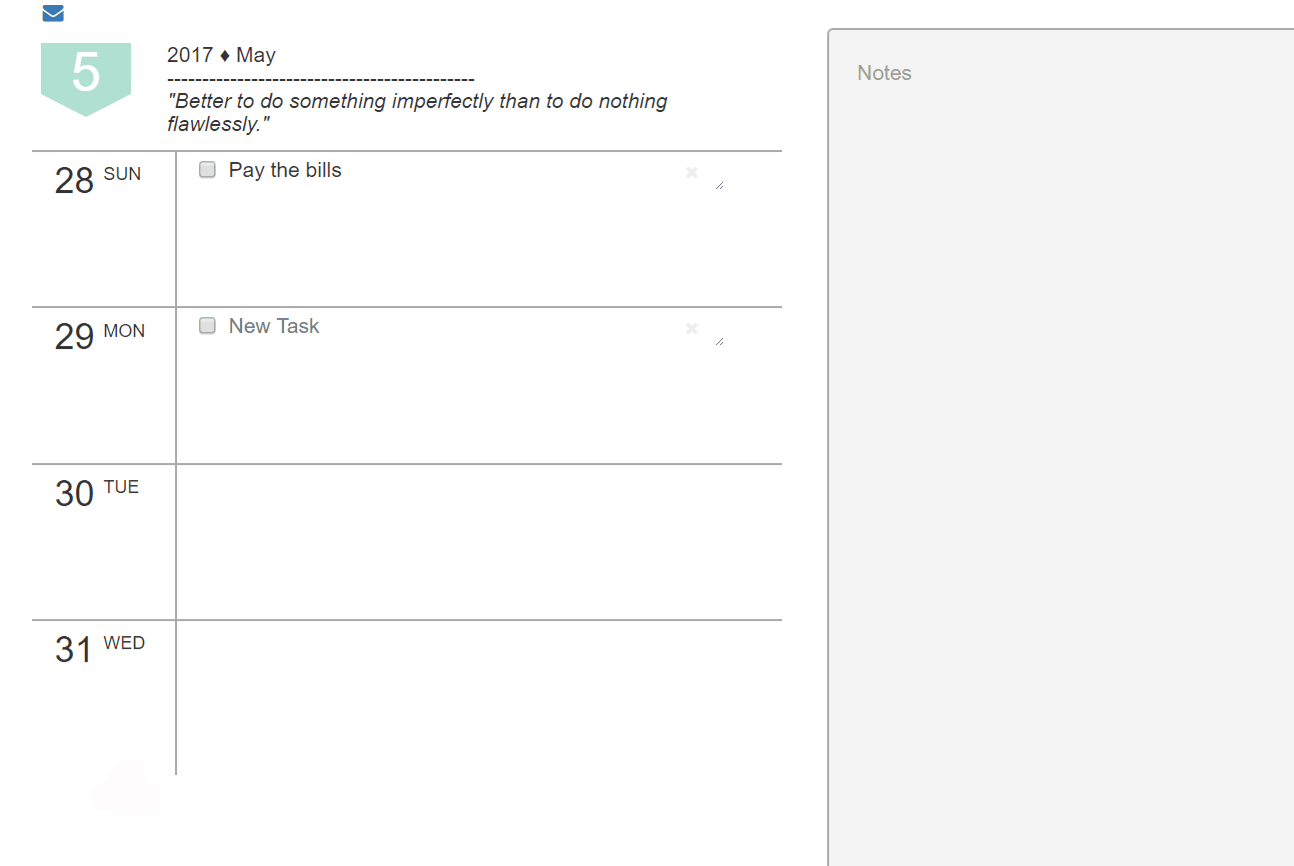 5
2017 ♦ May
--------------------------------------------
"Better to do something imperfectly than to do nothing
flawlessly."
28 SUN
Pay the bills
29 MON
New Task
30 TUE
31 WED
Notes